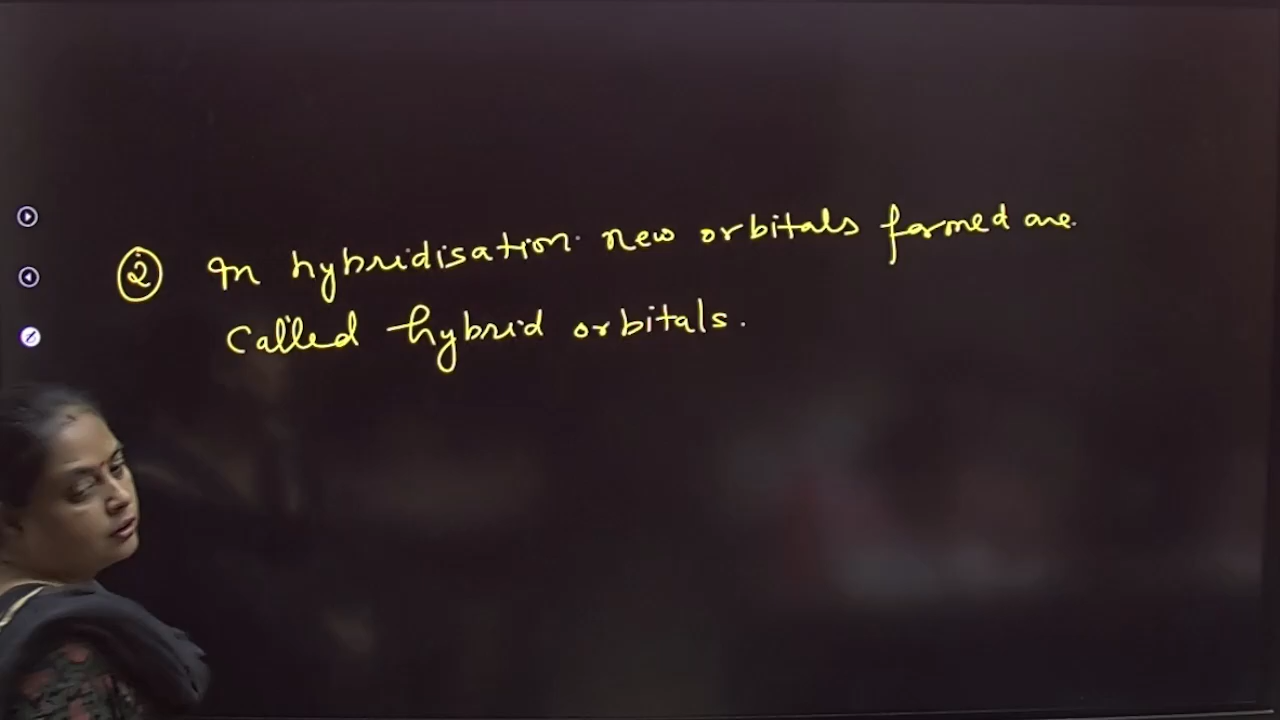 ② In hybridisation new orbitals formed are
called hybrid orbitals.